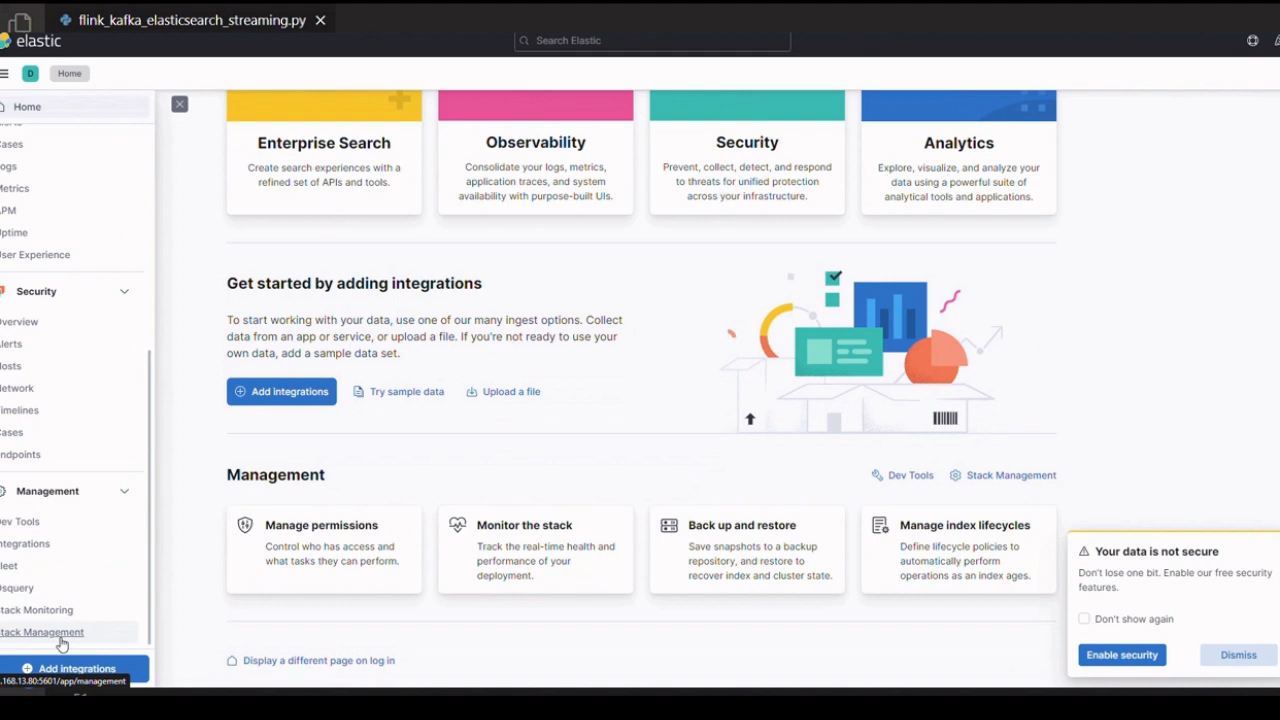 flink_kafka_elasticsearch_streaming.py
elastic
Search Elastic
D
Home
Home
lerts
ases
ogs
Metrics
PM
ptime
ser Experience
Security
verview
lerts
osts
etwork
imelines
ases
ndpoints
Management
ev Tools
ntegrations
leet
squery
tack Monitoring
tack Management
Add integrations
.168.13.80:5601/app/management
Enterprise Search
Create search experiences with a
refined set of APIs and tools.
Observability
Consolidate your logs, metrics,
application traces, and system
availability with purpose-built UIs.
Security
Prevent, collect, detect, and respond
to threats for unified protection
across your infrastructure.
Analytics
Explore, visualize, and analyze your
data using a powerful suite of
analytical tools and applications.
Get started by adding integrations
To start working with your data, use one of our many ingest options. Collect
data from an app or service, or upload a file. If you're not ready to use your
own data, add a sample data set.
Add integrations
Try sample data
Upload a file
Management
Dev Tools
Stack Management
Manage permissions
Control who has access and
what tasks they can perform.
Monitor the stack
Track the real-time health and
performance of your
deployment.
Back up and restore
Save snapshots to a backup
repository, and restore to
recover index and cluster state.
Manage index lifecycles
Define lifecycle policies to
automatically perform
operations as an index ages.
Display a different page on log in
Your data is not secure
Don't lose one bit. Enable our free security
features.
Don't show again
Enable security
Dismiss